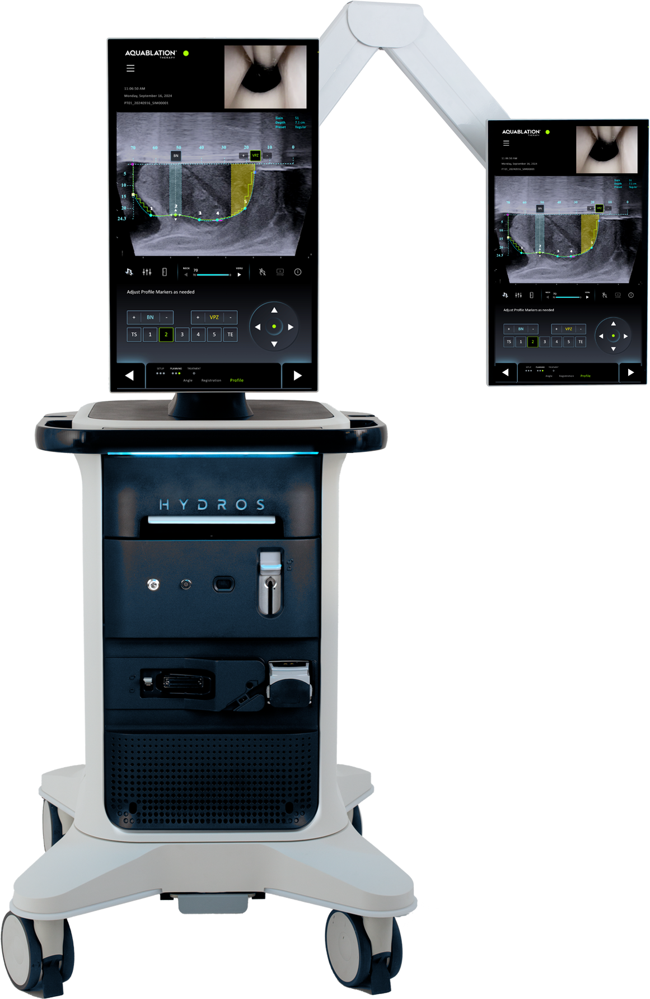 AQUABLATION®
THERAPY
11:06:50 AM
Monday, September 16, 2024
PT01_20240916_SIM00001
Gain 51
Depth 7.1 cm
Preset Regular
70 60 50 40 30 20 10 0
BN
+ VPZ -
5
10
15
20
24.3
1 2 3 4 5
NECK 70 VERU
70 0
Adjust Profile Markers as needed
+ BN - + VPZ -
TS 1 2 3 4 5 TE
SETUP PLANNING TREATMENT
Angle Registration Profile
AQUABLATION®
THERAPY
11:06:50 AM
Monday, September 16, 2024
PT01_20240916_SIM00001
Gain 51
Depth 7.1 cm
Preset Regular
70 60 50 40 30 20 10 0
BN
+ VPZ -
5
10
15
20
24.3
1 2 3 4 5
NECK 70 VERU
70 0
Adjust Profile Markers as needed
+ BN - + VPZ -
TS 1 2 3 4 5 TE
SETUP PLANNING TREATMENT
Angle Registration Profile
HYDROS